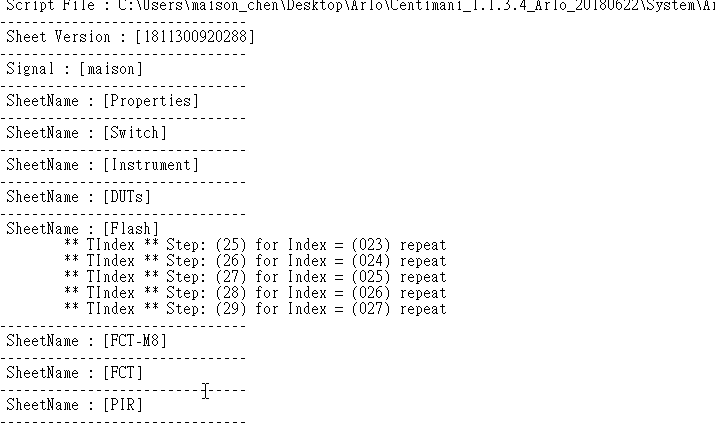 Script File : C:\Users\maison_chen\Desktop\Arlo\Centimani_1.1.3.4_Arlo_20180622\System\Ar
------------------------------
Sheet Version : [1811300920288]
------------------------------
Signal : [maison]
------------------------------
SheetName : [Properties]
------------------------------
SheetName : [Switch]
------------------------------
SheetName : [Instrument]
------------------------------
SheetName : [DUTs]
------------------------------
SheetName : [Flash]
** TIndex ** Step: (25) for Index = (023) repeat
** TIndex ** Step: (26) for Index = (024) repeat
** TIndex ** Step: (27) for Index = (025) repeat
** TIndex ** Step: (28) for Index = (026) repeat
** TIndex ** Step: (29) for Index = (027) repeat
------------------------------
SheetName : [FCT-M8]
------------------------------
SheetName : [FCT]
------------------------------
SheetName : [PIR]
------------------------------